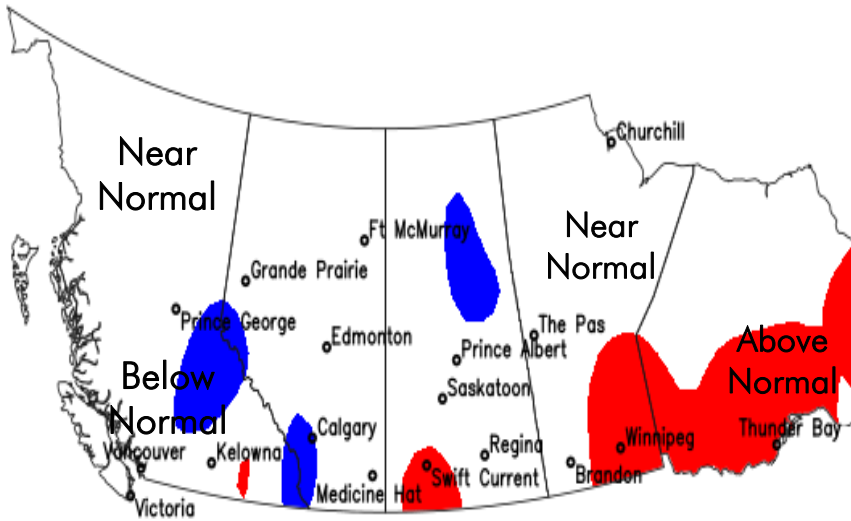 Churchill
Near
Normal
Ft McMurray
Near
Normal
Grande Prairie
Prince George
Edmonton
The Pas
Prince Albert
Above
Normal
Below
Normal
Saskatoon
Calgary
Thunder Bay
Winnipeg
Vancouver
Kelowna
Regina
Swift Current
Brandon
Medicine Hat
Victoria